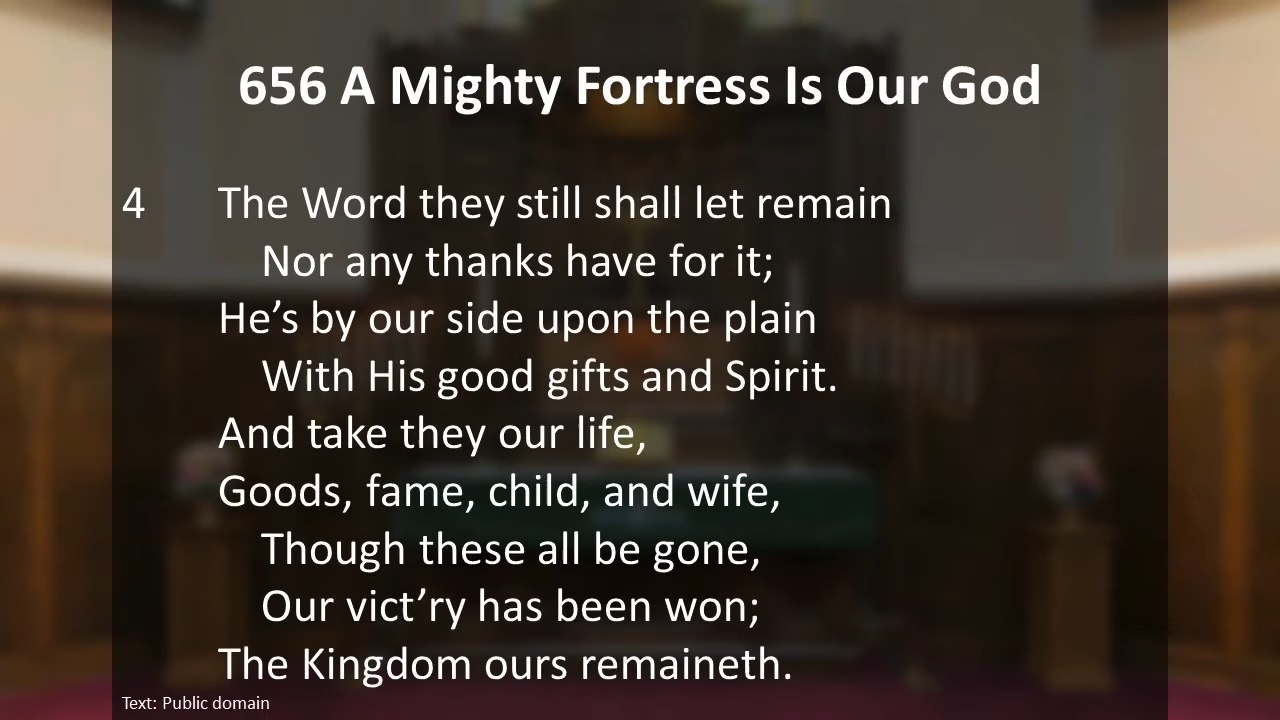 656 A Mighty Fortress Is Our God
4 The Word they still shall let remain
Nor any thanks have for it;
He’s by our side upon the plain
With His good gifts and Spirit.
And take they our life,
Goods, fame, child, and wife,
Though these all be gone,
Our vict’ry has been won;
The Kingdom ours remaineth.
Text: Public domain